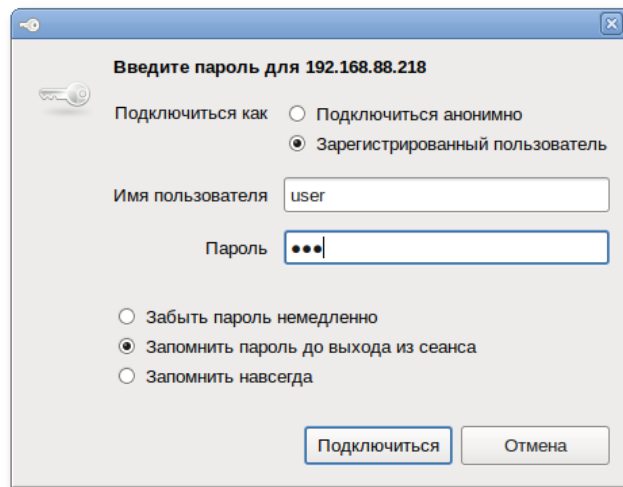 Введите пароль для 192.168.88.218
Подключиться как
Подключиться анонимно
Зарегистрированный пользователь
Имя пользователя user
Пароль ●●●
Забыть пароль немедленно
Запомнить пароль до выхода из сеанса
Запомнить навсегда
Подключиться Отмена